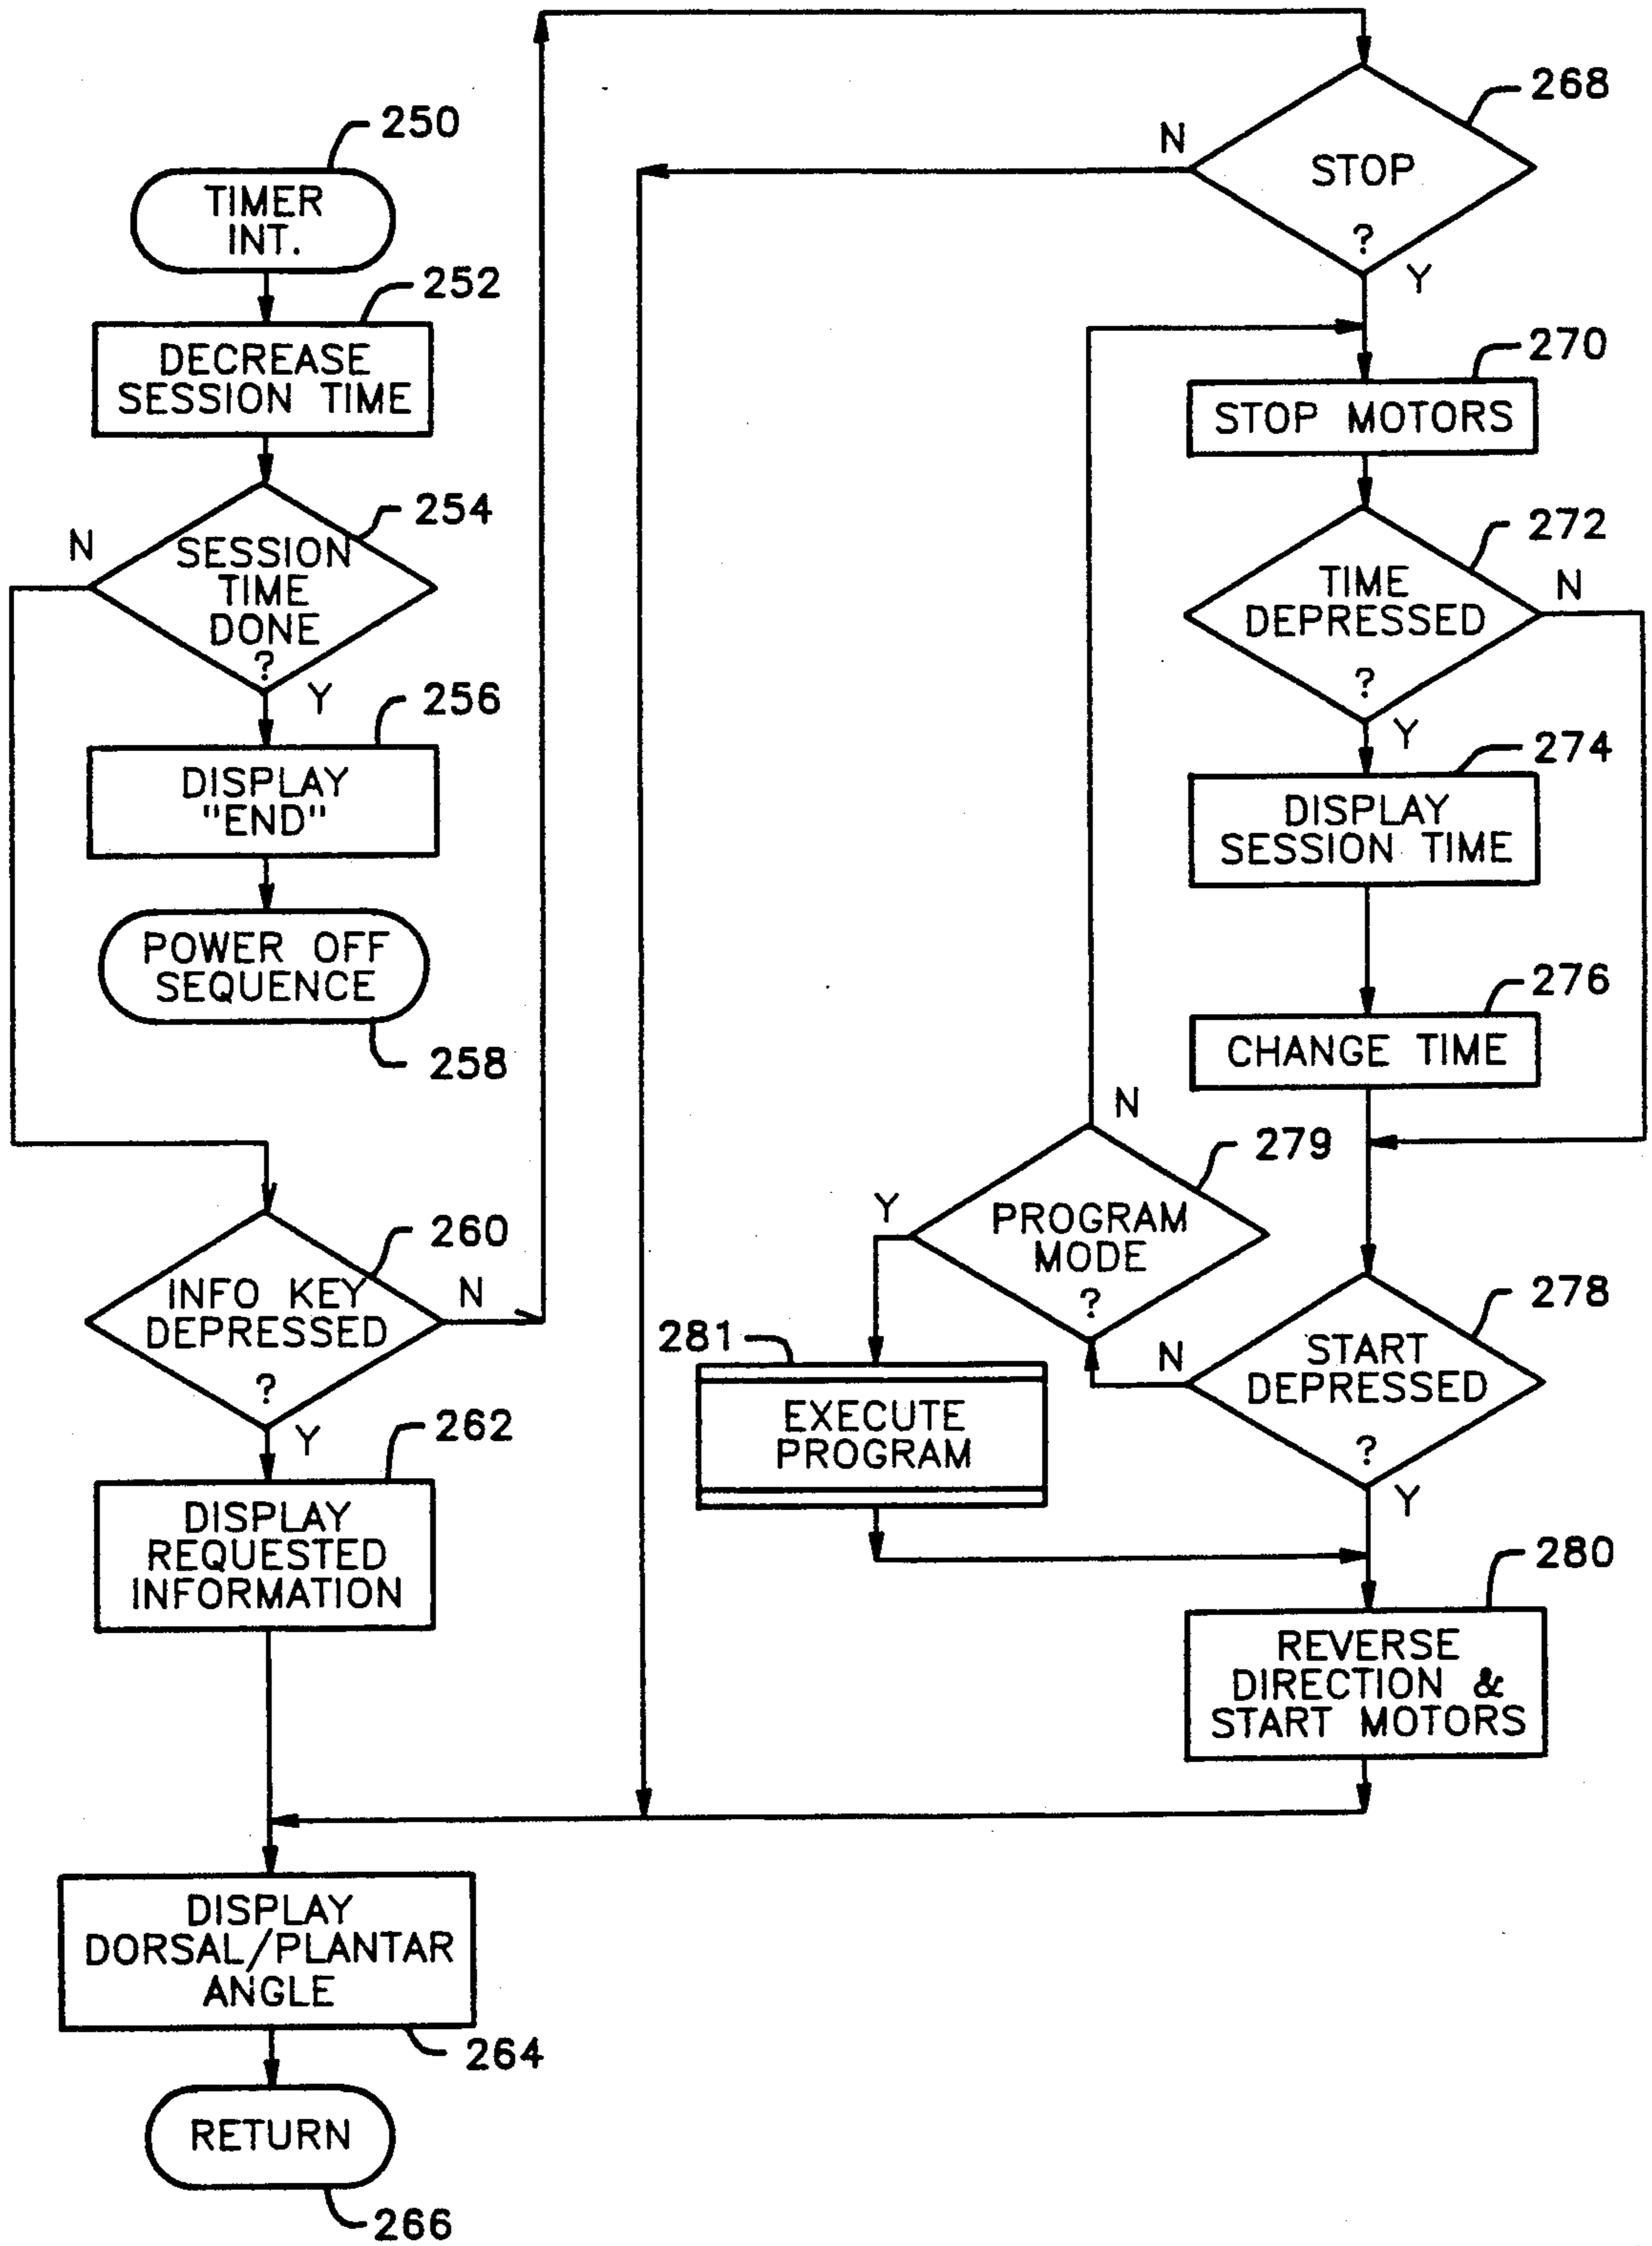 250
TIMER
INT.
252
DECREASE
SESSION TIME
254
N
SESSION
TIME
DONE
?
Y
256
DISPLAY
"END"
POWER OFF
SEQUENCE
258
260
INFO KEY
DEPRESSED
?
N
Y
262
DISPLAY
REQUESTED
INFORMATION
DISPLAY
DORSAL/PLANTAR
ANGLE
264
RETURN
266
268
N
STOP
?
Y
270
STOP MOTORS
272
TIME
DEPRESSED
?
N
Y
274
DISPLAY
SESSION TIME
276
CHANGE TIME
N
279
Y
PROGRAM
MODE
?
278
START
DEPRESSED
?
N
Y
281
EXECUTE
PROGRAM
280
REVERSE
DIRECTION &
START MOTORS